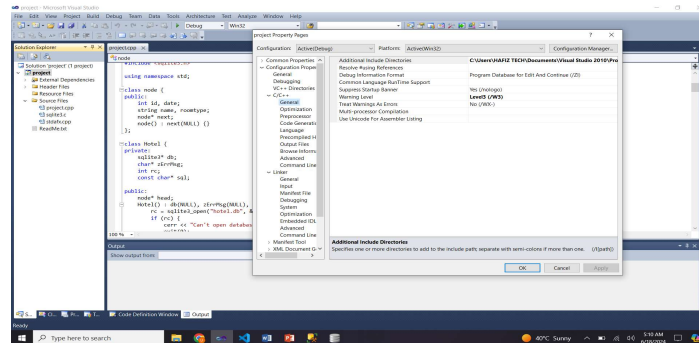 project - Microsoft Visual Studio
File Edit View Project Build Debug Team Data Tools Architecture Test Analyze Window Help
Debug Win32
Solution Explorer
Solution 'project' (1 project)
project
External Dependencies
Header Files
Resource Files
Source Files
project.cpp
sqlite3.c
stdafx.cpp
ReadMe.txt
project.cpp
node
#include <sqlite3.h>
using namespace std;
class node {
public:
int id, date;
string name, roomtype;
node* next;
node() : next(NULL) {}
};
class Hotel {
private:
sqlite3* db;
char* zErrMsg;
int rc;
const char* sql;
public:
node* head;
Hotel() : db(NULL), zErrMsg(NULL),
rc = sqlite3_open("hotel.db", &
if (rc) {
cerr << "Can't open databas
100 %
project Property Pages
Configuration: Active(Debug) Platform: Active(Win32) Configuration Manager...
Common Properties
Configuration Prope
General
Debugging
VC++ Directories
C/C++
General
Optimization
Preprocessor
Code Generatio
Language
Precompiled H
Output Files
Browse Inform
Advanced
Command Line
Linker
General
Input
Manifest File
Debugging
System
Optimization
Embedded IDL
Advanced
Command Line
Manifest Tool
XML Document G
Additional Include Directories C:\Users\HAFIZ TECH\Documents\Visual Studio 2010\Pro
Resolve #using References
Debug Information Format Program Database for Edit And Continue (/ZI)
Common Language RunTime Support
Suppress Startup Banner Yes (/nologo)
Warning Level Level3 (/W3)
Treat Warnings As Errors No (/WX-)
Multi-processor Compilation
Use Unicode For Assembler Listing
Additional Include Directories
Specifies one or more directories to add to the include path; separate with semi-colons if more than one. (/I[path])
OK Cancel Apply
Output
Show output from:
S... Cl... Pr... T...
Code Definition Window Output
Ready
Type here to search
40°C Sunny
5:10 AM
6/18/2024